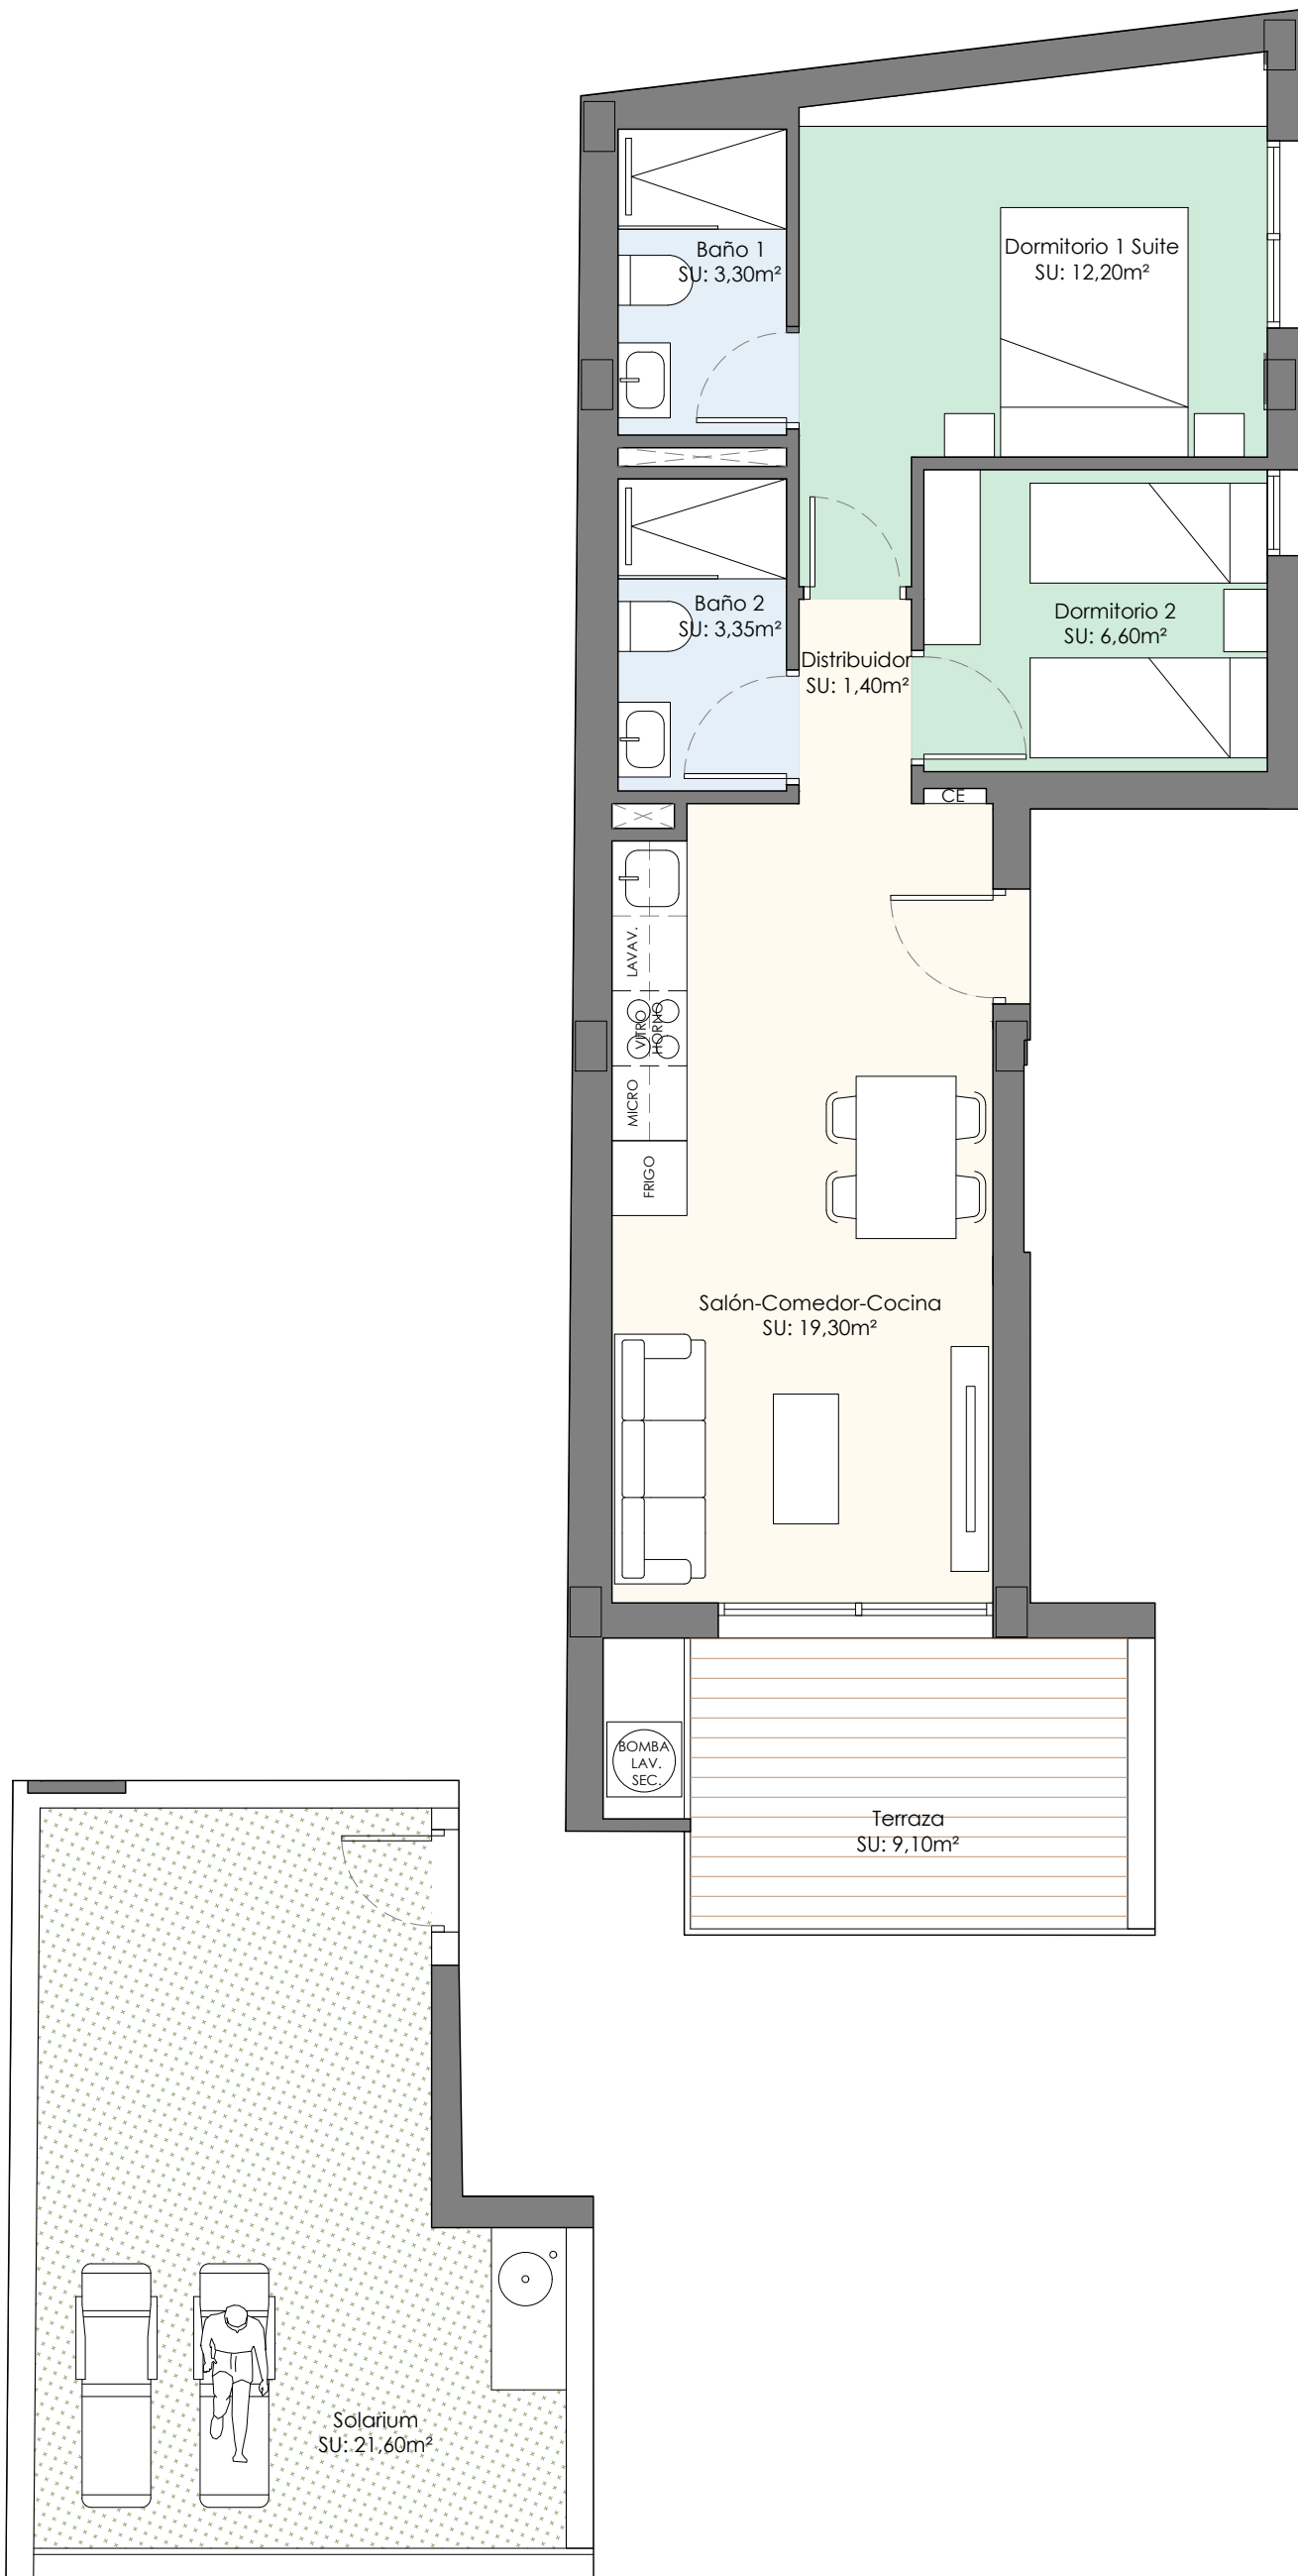 Baño 1
SU: 3,30m²
Dormitorio 1 Suite
SU: 12,20m²
Baño 2
SU: 3,35m²
Dormitorio 2
SU: 6,60m²
Distribuidor
SU: 1,40m²
CE
LAVAV.
VITRO
HORNO
MICRO
FRIGO
Salón-Comedor-Cocina
SU: 19,30m²
BOMBA
LAV.
SEC.
Terraza
SU: 9,10m²
Solarium
SU: 21,60m²